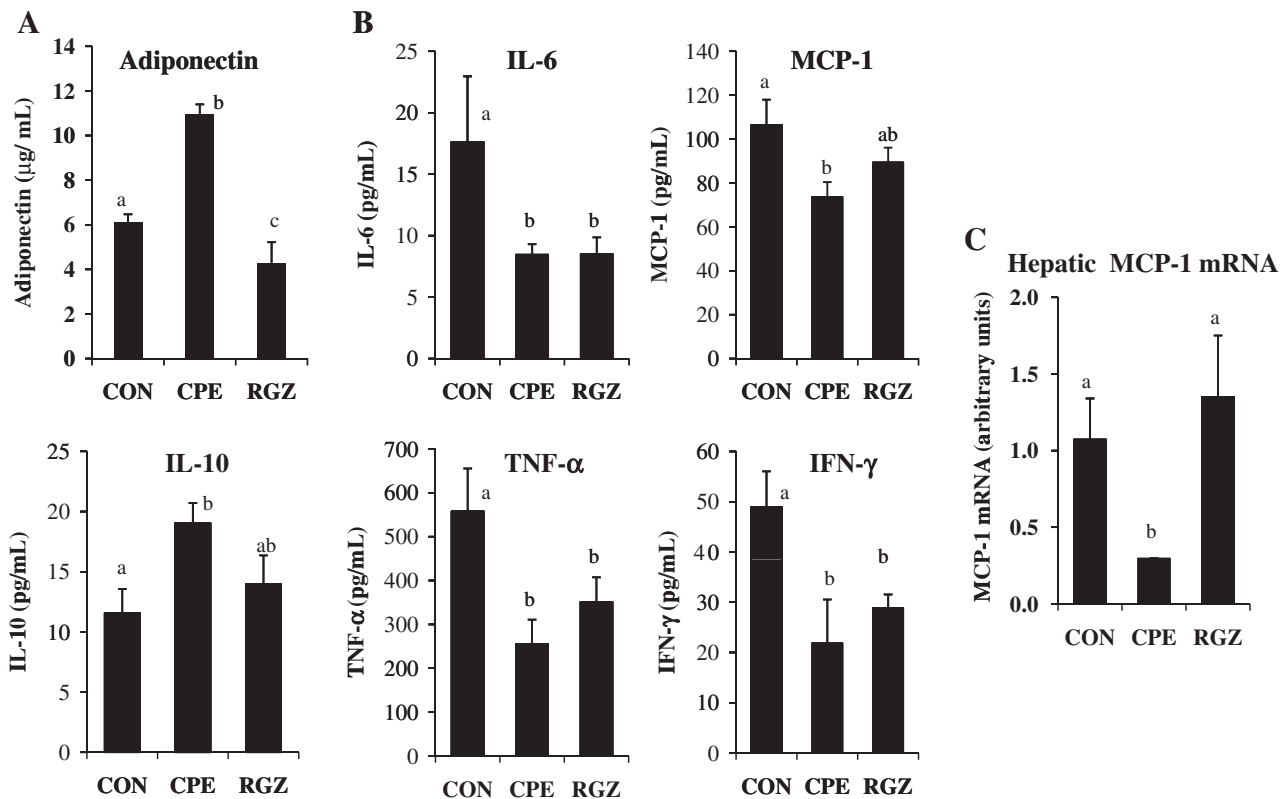 A
Adiponectin
Adiponectin (μg/ mL)
14
12
10
8
6
4
2
0
a
b
c
CON CPE RGZ
IL-10
IL-10 (pg/mL)
25
20
15
10
5
0
a
b
ab
CON CPE RGZ
B
IL-6
IL-6 (pg/mL)
25
20
15
10
5
0
a
b
b
CON CPE RGZ
MCP-1
MCP-1 (pg/mL)
140
120
100
80
60
40
20
0
a
b
ab
CON CPE RGZ
TNF-α
TNF-α (pg/mL)
700
600
500
400
300
200
100
0
a
b
b
CON CPE RGZ
IFN-γ
IFN-γ (pg/mL)
60
50
40
30
20
10
0
a
b
b
CON CPE RGZ
C
Hepatic MCP-1 mRNA
MCP-1 mRNA (arbitrary units)
2.0
1.5
1.0
0.5
0.0
a
b
a
CON CPE RGZ